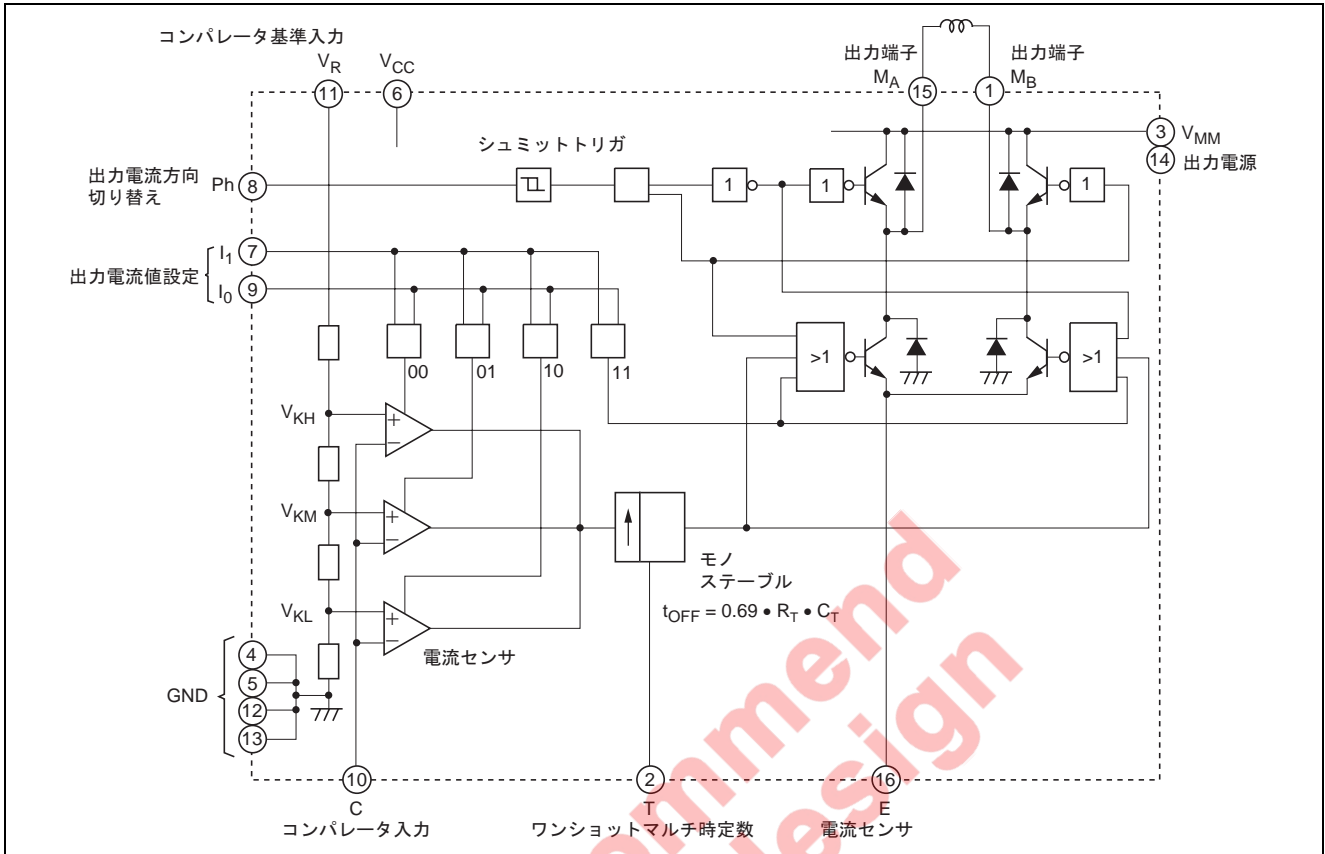 コンパレータ基準入力
VR
VCC
11
6
出力端子
MA
15
出力端子
MB
1
3
VMM
14
出力電源
シュミットトリガ
出力電流方向
切り替え
Ph
8
1
1
1
出力電流値設定
I1
7
I0
9
00
01
10
11
>1
>1
VKH
+
−
VKM
+
−
VKL
+
−
電流センサ
モノ
ステーブル
tOFF = 0.69 • RT • CT
GND
4
5
12
13
10
C
コンパレータ入力
2
T
ワンショットマルチ時定数
16
E
電流センサ
ommend
esign